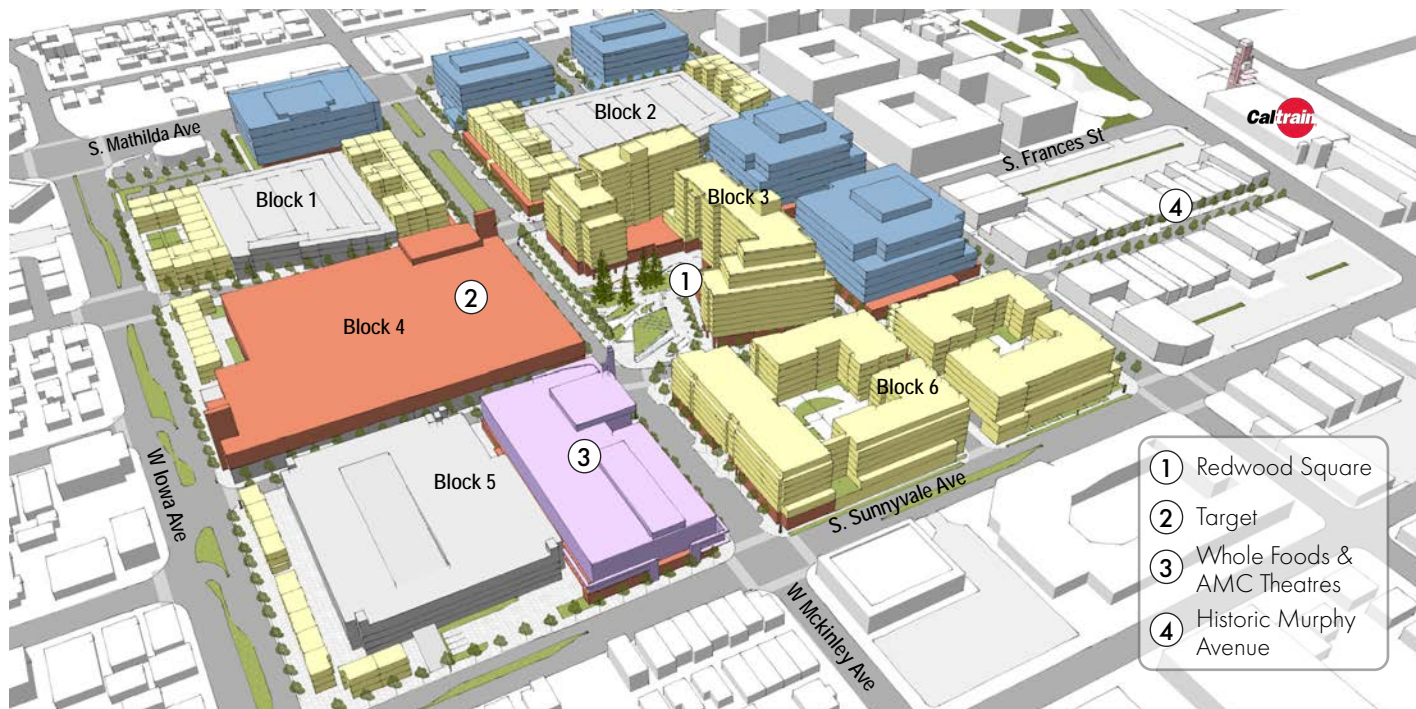 Block 2
Caltrain
S. Mathilda Ave
S. Frances St
Block 1
Block 3
4
1
2
Block 4
Block 6
3
Block 5
W Iowa Ave
S. Sunnyvale Ave
W Mckinley Ave
1 Redwood Square
2 Target
3 Whole Foods &
AMC Theatres
4 Historic Murphy
Avenue